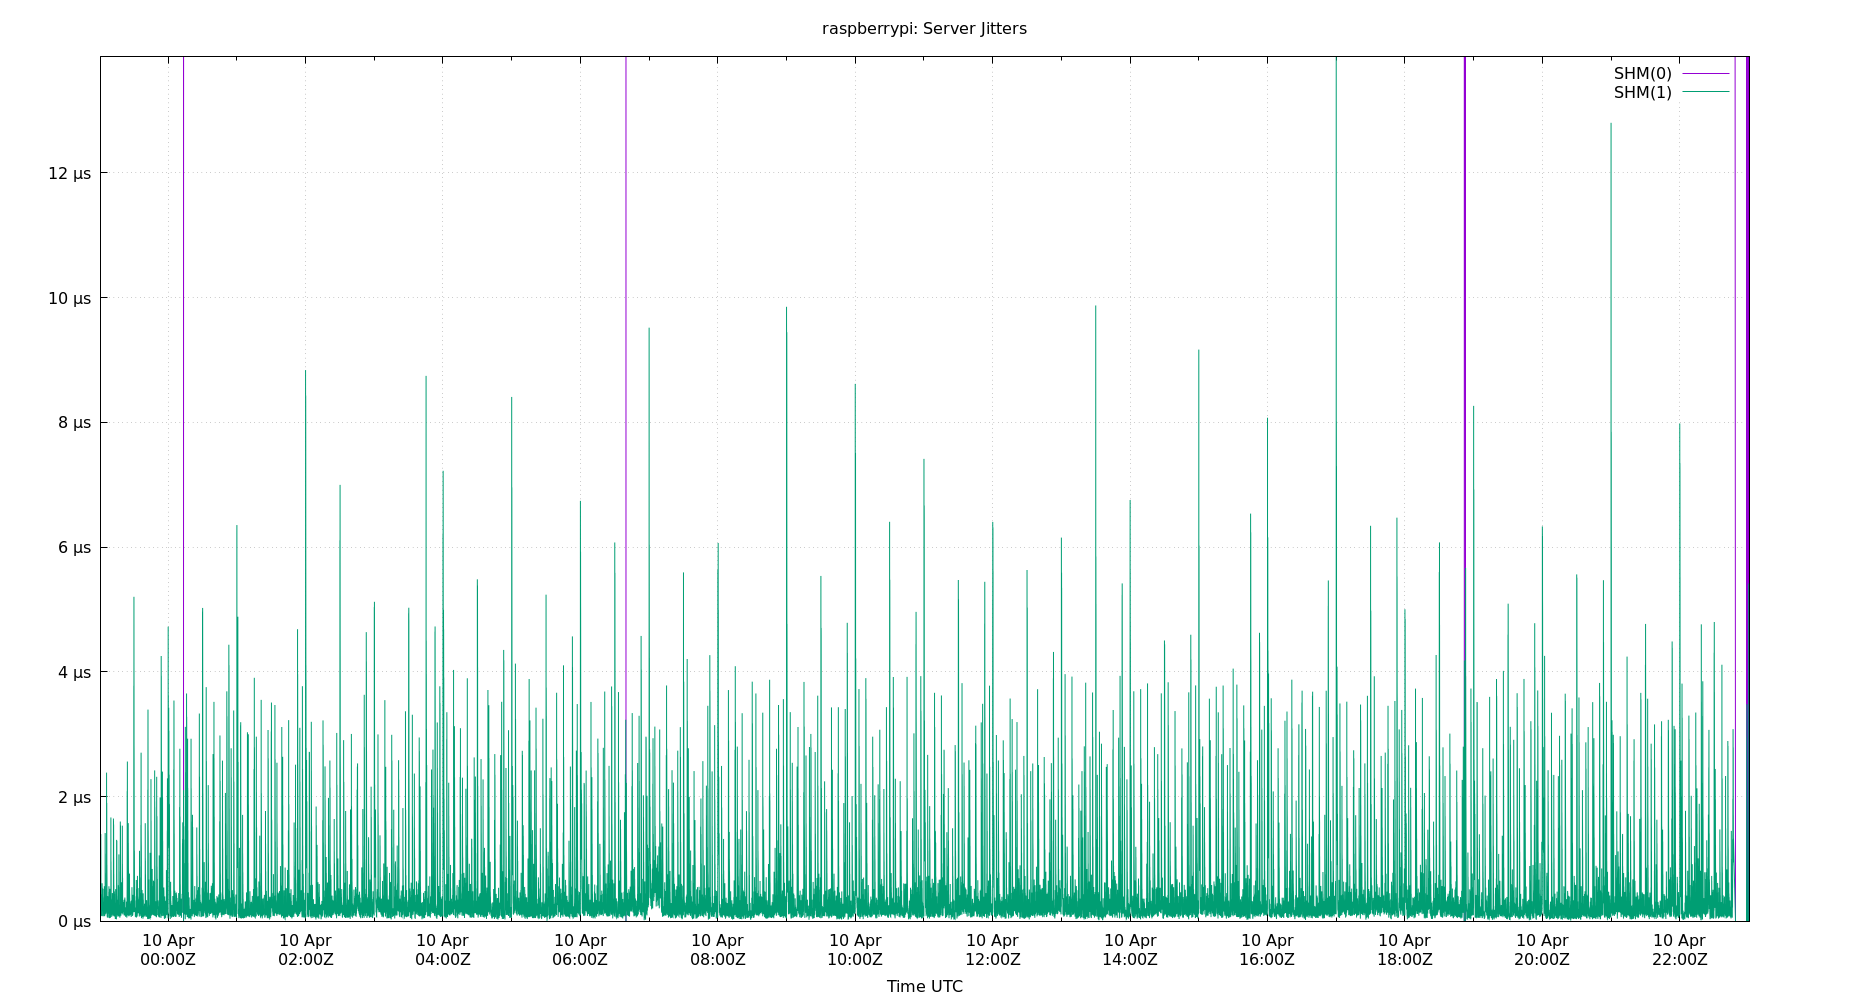 raspberrypi: Server Jitters
SHM(0)
SHM(1)
12 µs
10 µs
8 µs
6 µs
4 µs
2 µs
0 µs
10 Apr 10 Apr 10 Apr 10 Apr 10 Apr 10 Apr 10 Apr 10 Apr 10 Apr 10 Apr 10 Apr 10 Apr
00:00Z 02:00Z 04:00Z 06:00Z 08:00Z 10:00Z 12:00Z 14:00Z 16:00Z 18:00Z 20:00Z 22:00Z
Time UTC